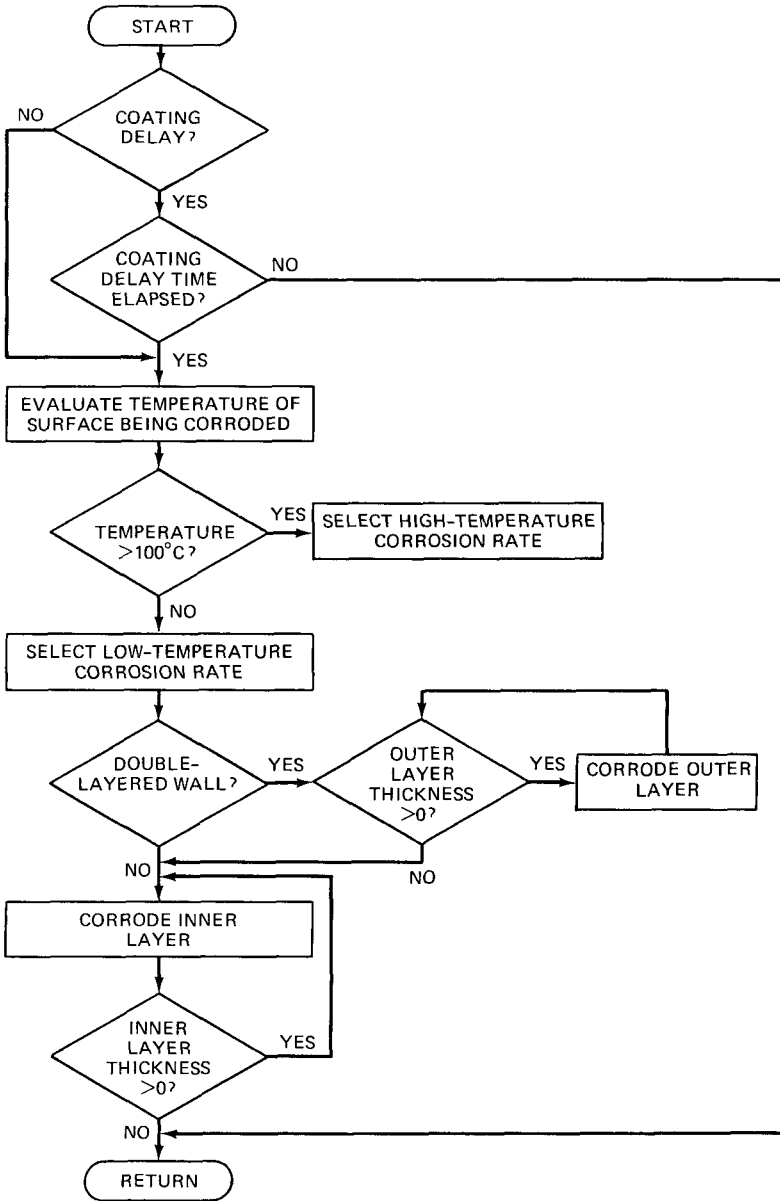 START
NO
COATING
DELAY?
YES
COATING
DELAY TIME
ELAPSED?
NO
YES
EVALUATE TEMPERATURE OF
SURFACE BEING CORRODED
TEMPERATURE
>100°C?
YES
SELECT HIGH-TEMPERATURE
CORROSION RATE
NO
SELECT LOW-TEMPERATURE
CORROSION RATE
DOUBLE-
LAYERED WALL?
YES
OUTER
LAYER
THICKNESS
>0?
YES
CORRODE OUTER
LAYER
NO
NO
CORRODE INNER
LAYER
INNER
LAYER
THICKNESS
>0?
YES
NO
RETURN